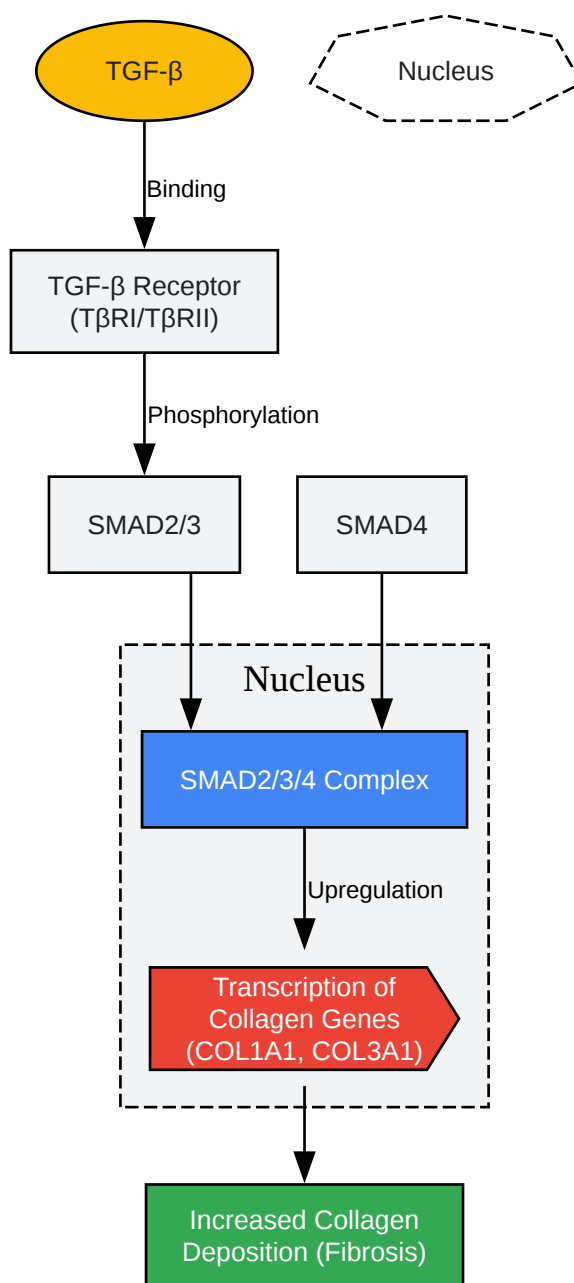 TGF-β
Nucleus
Binding
TGF-β Receptor
(TβRI/TβRII)
Phosphorylation
SMAD2/3
SMAD4
Nucleus
SMAD2/3/4 Complex
Upregulation
Transcription of
Collagen Genes
(COL1A1, COL3A1)
Increased Collagen
Deposition (Fibrosis)